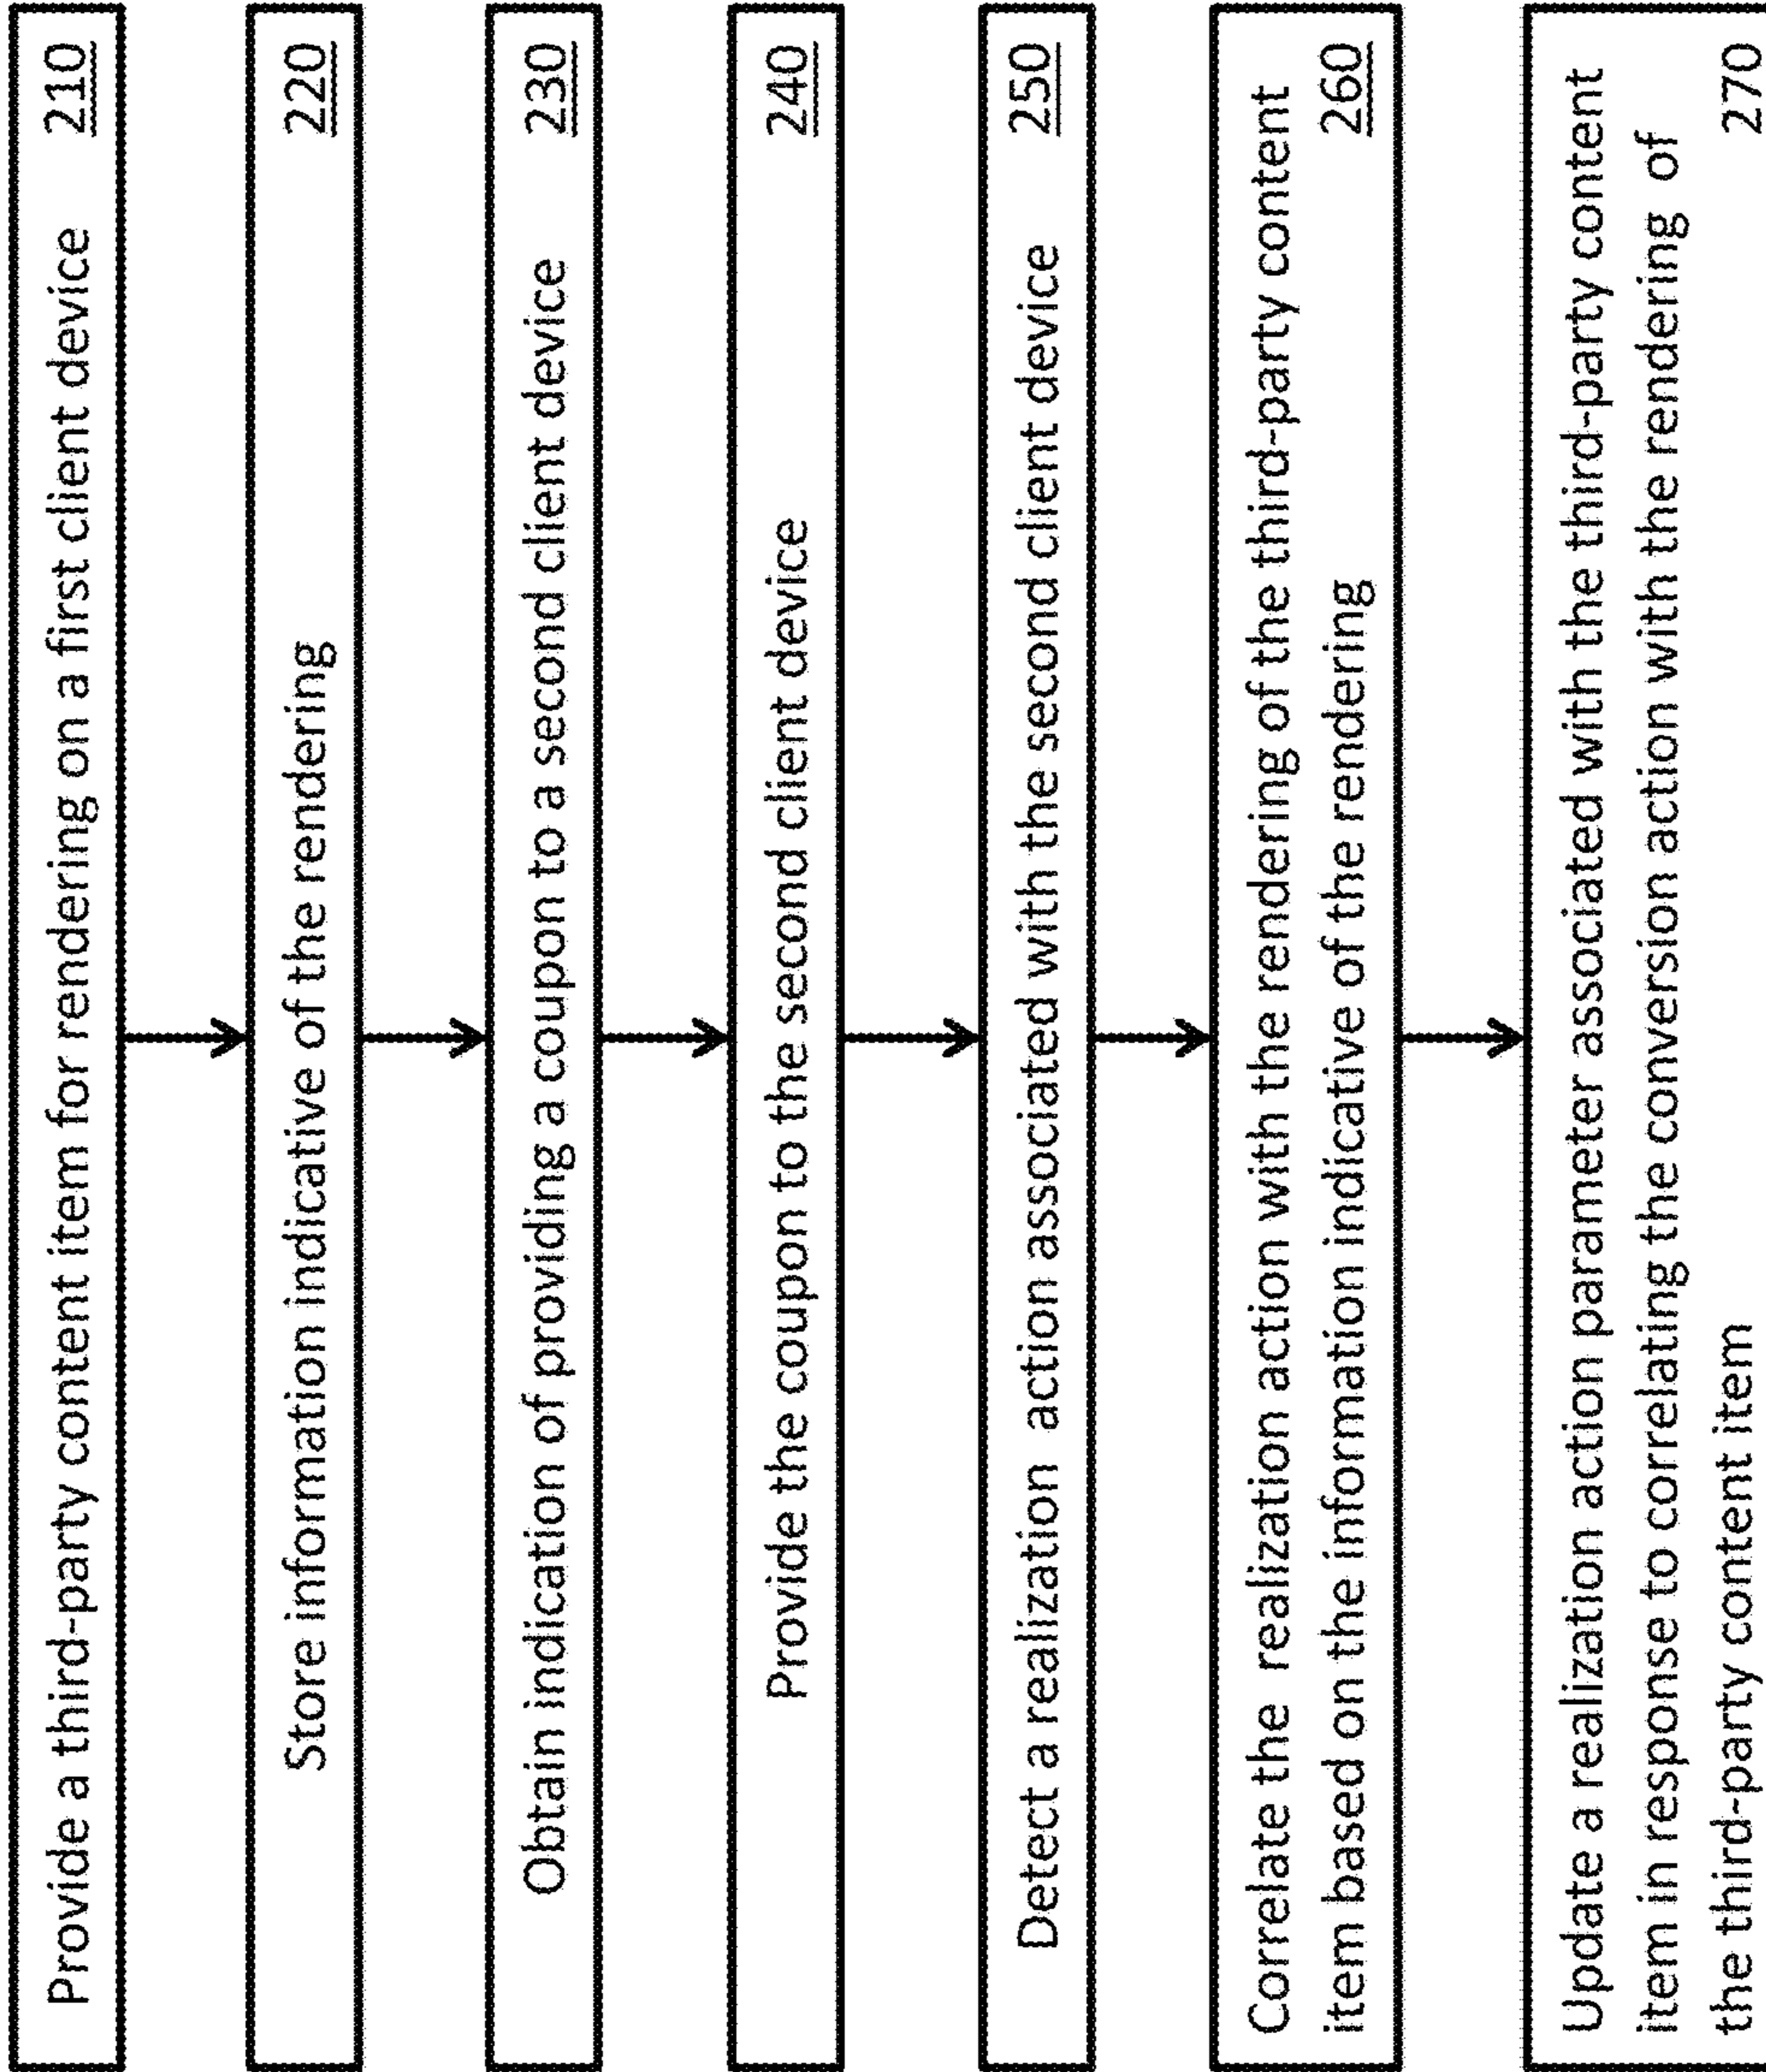 Provide a third-party content item for rendering on a first client device 210
Store information indicative of the rendering 220
Obtain indication of providing a coupon to a second client device 230
Provide the coupon to the second client device 240
Detect a realization action associated with the second client device 250
Correlate the realization action with the rendering of the third-party content
item based on the information indicative of the rendering 260
Update a realization action parameter associated with the third-party content
item in response to correlating the conversion action with the rendering of
the third-party content item 270